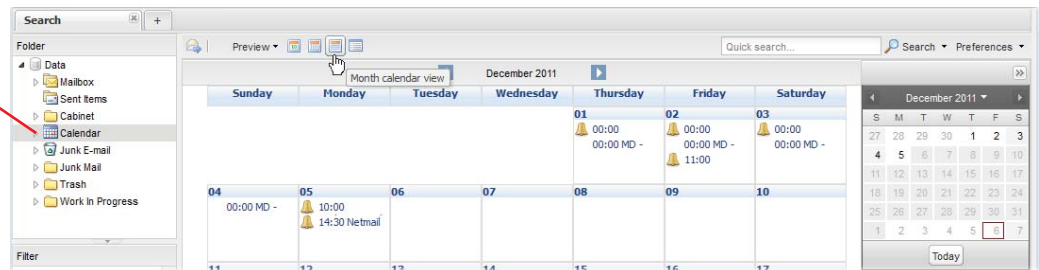 Search +
Folder
Data
Mailbox
Sent Items
Cabinet
Calendar
Junk E-mail
Junk Mail
Trash
Work In Progress
Filter
Preview
Quick search...
Search Preferences
Month calendar view
December 2011
Sunday Monday Tuesday Wednesday Thursday Friday Saturday
01 02 03
00:00 00:00 00:00
00:00 MD - 00:00 MD - 00:00 MD -
11:00
04 05 06 07 08 09 10
00:00 MD - 10:00
14:30 Netmail
11 12 13 14 15 16 17
December 2011
S M T W T F S
27 28 29 30 1 2 3
4 5 6 7 8 9 10
11 12 13 14 15 16 17
18 19 20 21 22 23 24
25 26 27 28 29 30 31
1 2 3 4 5 6 7
Today